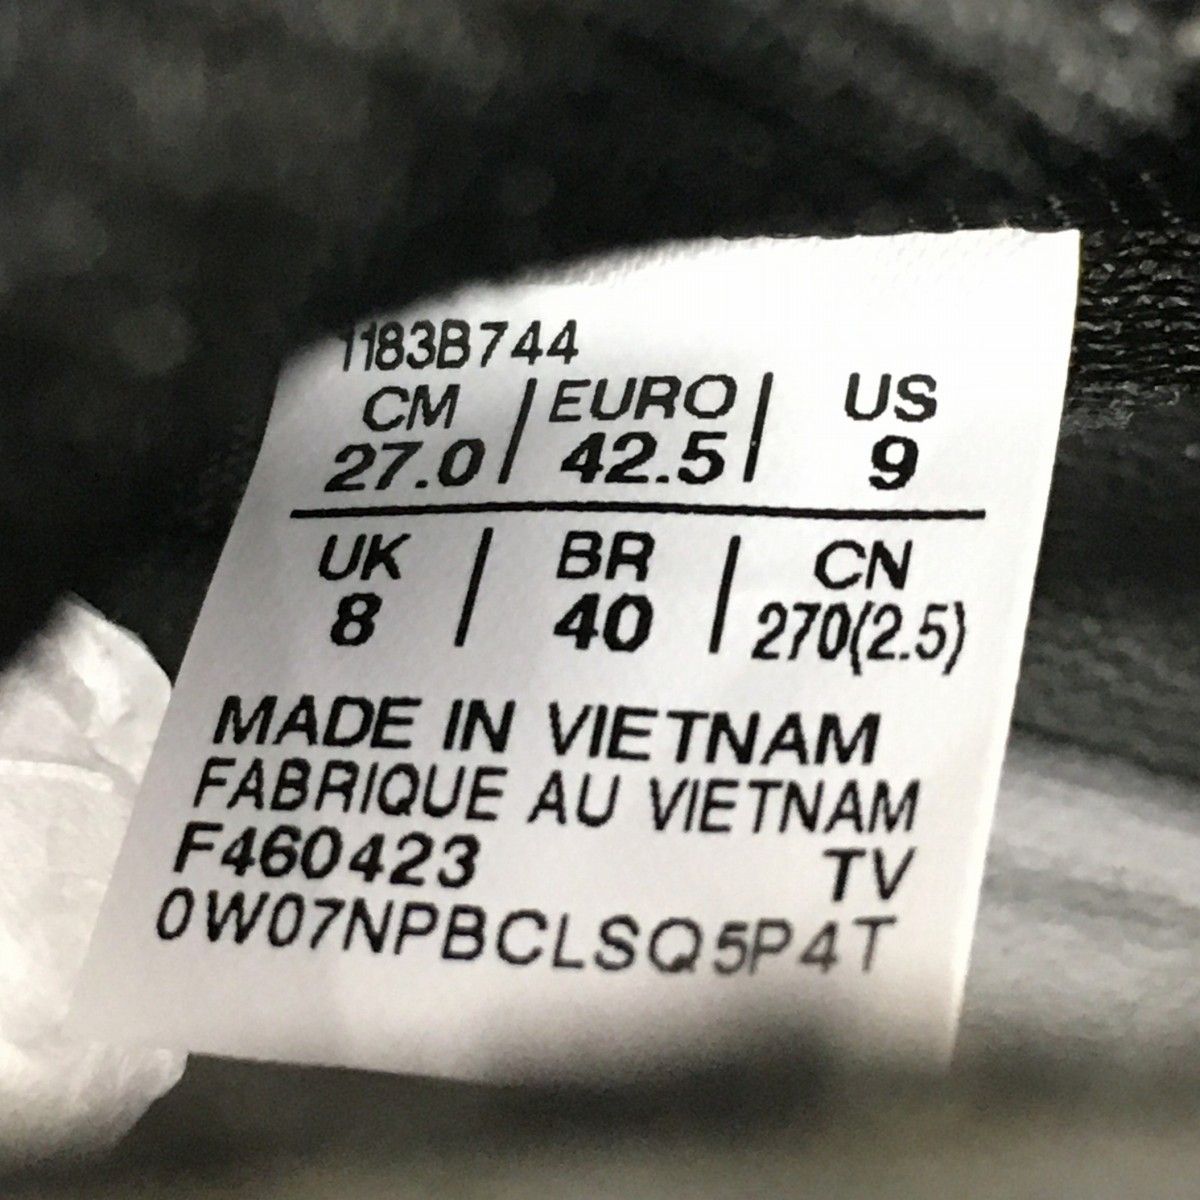 1183B744
CM | EURO | US
27.0 | 42.5 | 9
UK | BR | CN
8 | 40 | 270(2.5)
MADE IN VIETNAM
FABRIQUE AU VIETNAM
F460423 TV
0W07NPBCLSQ5P4T